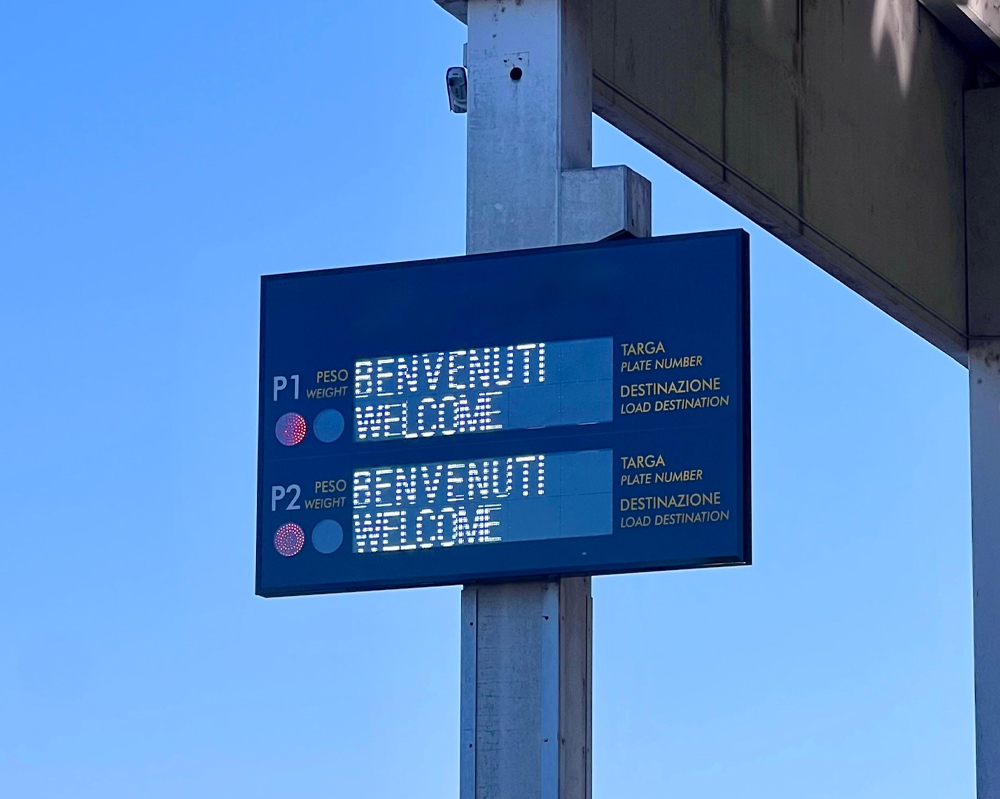 P1
PESO
WEIGHT
BENVENUTI
WELCOME
TARGA
PLATE NUMBER
DESTINAZIONE
LOAD DESTINATION
P2
PESO
WEIGHT
BENVENUTI
WELCOME
TARGA
PLATE NUMBER
DESTINAZIONE
LOAD DESTINATION